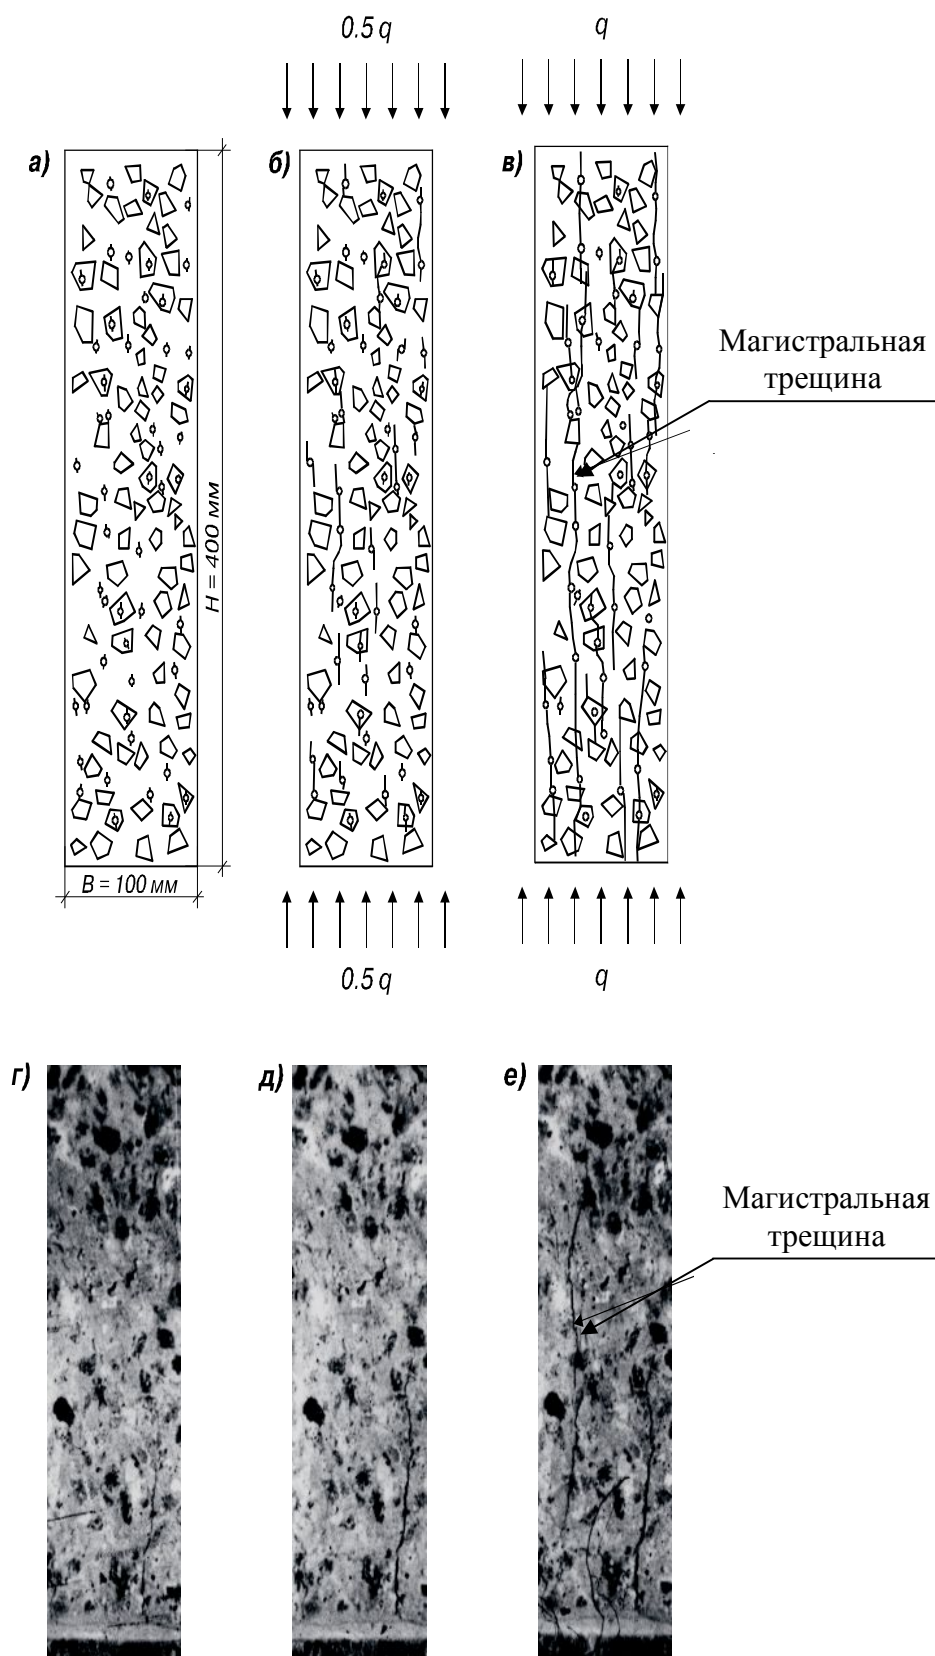 0.5 q
q
а)
б)
в)
Магистральная
трещина
H = 400 мм
B = 100 мм
0.5 q
q
г)
д)
е)
Магистральная
трещина